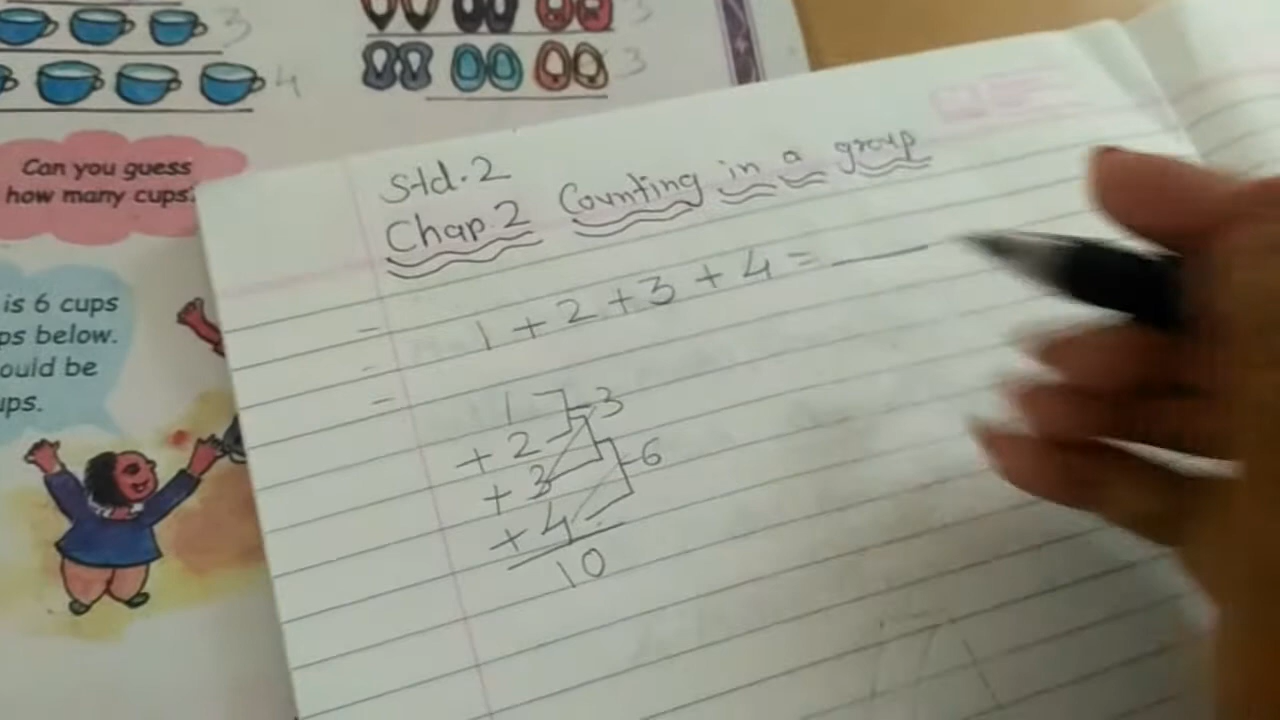 3
3
4
3
Can you guess
how many cups
is 6 cups
ps below.
ould be
ups.
Std. 2
Chap. 2 Counting in a group
1 + 2 + 3 + 4 = ____
1
+ 2
3
+ 3
6
+ 4
10